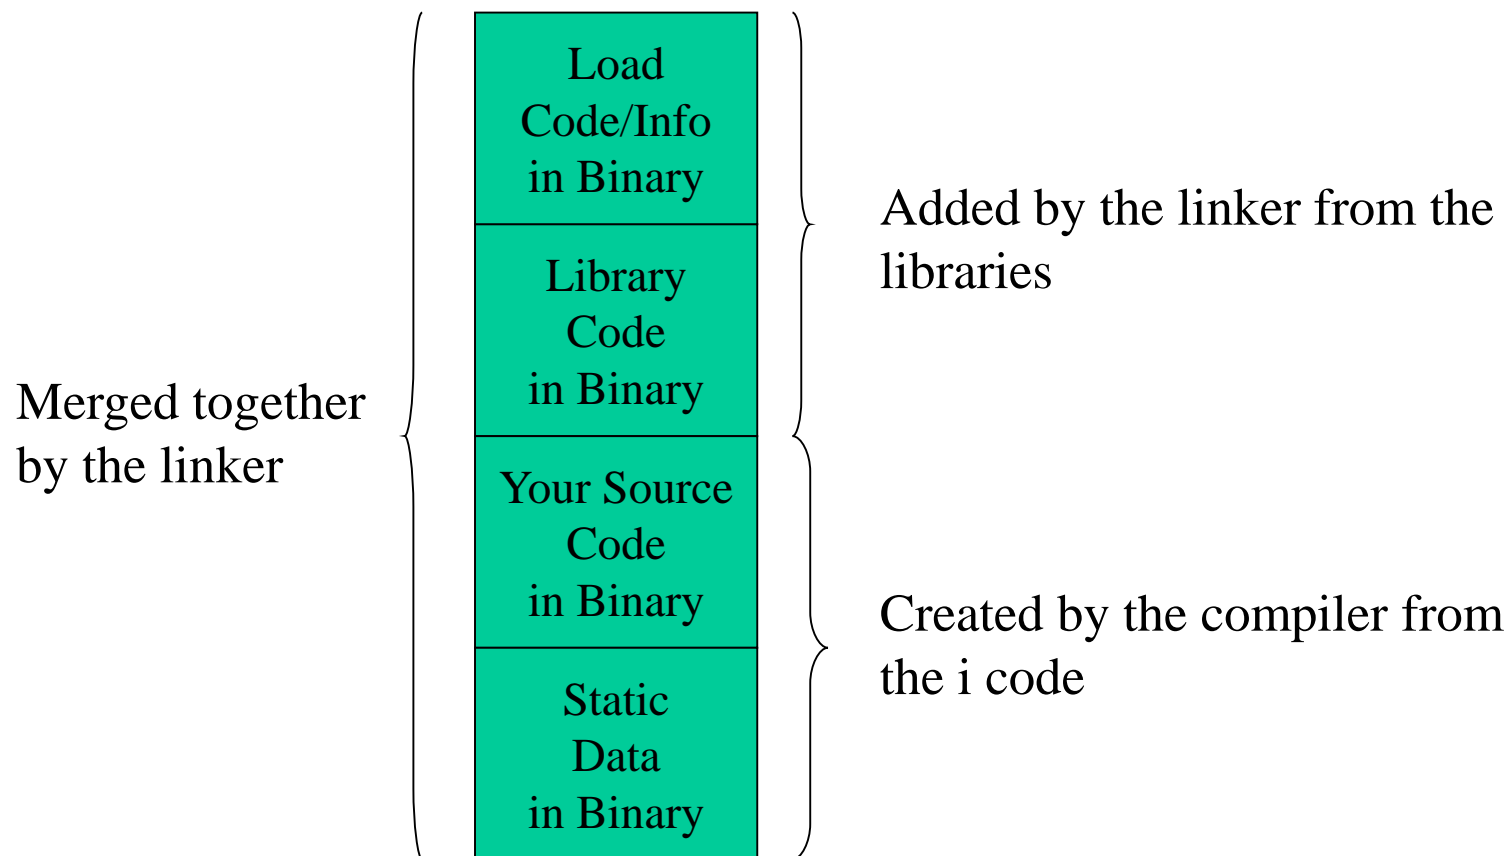 Load
Code/Info
in Binary
Added by the linker from the
libraries
Library
Code
in Binary
Merged together
by the linker
Your Source
Code
in Binary
Created by the compiler from
the i code
Static
Data
in Binary